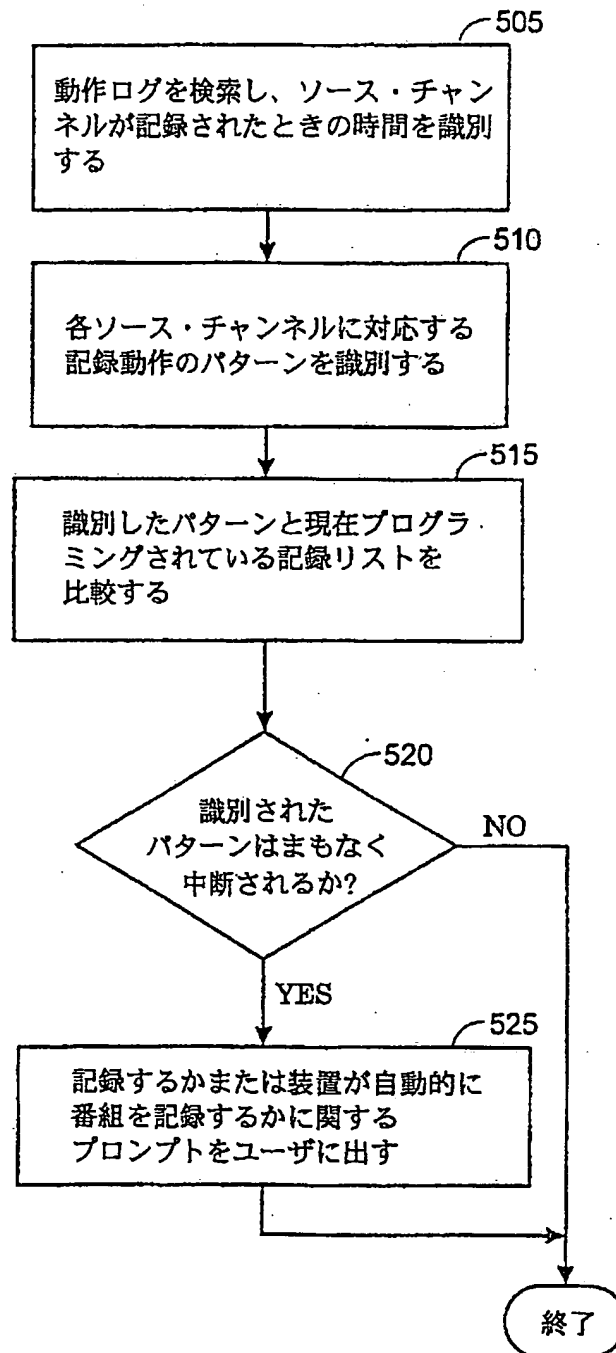 505
動作ログを検索し、ソース・チャン
ネルが記録されたときの時間を識別
する
510
各ソース・チャンネルに対応する
記録動作のパターンを識別する
515
識別したパターンと現在プログラ
ミングされている記録リストを
比較する
520
識別された
パターンはまもなく
中断されるか?
NO
YES
525
記録するかまたは装置が自動的に
番組を記録するかに関する
プロンプトをユーザに出す
終了